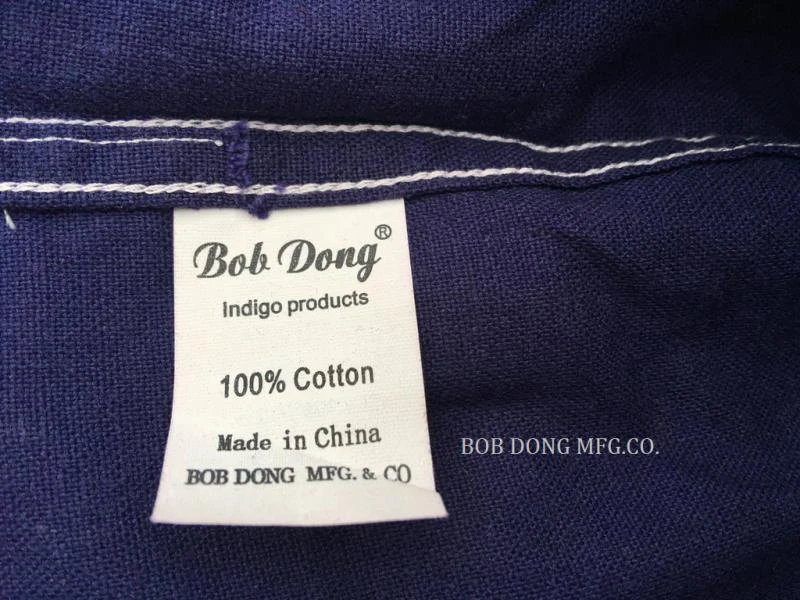 Bob Dong®
Indigo products
100% Cotton
Made in China
BOB DONG MFG. & CO
BOB DONG MFG.CO.